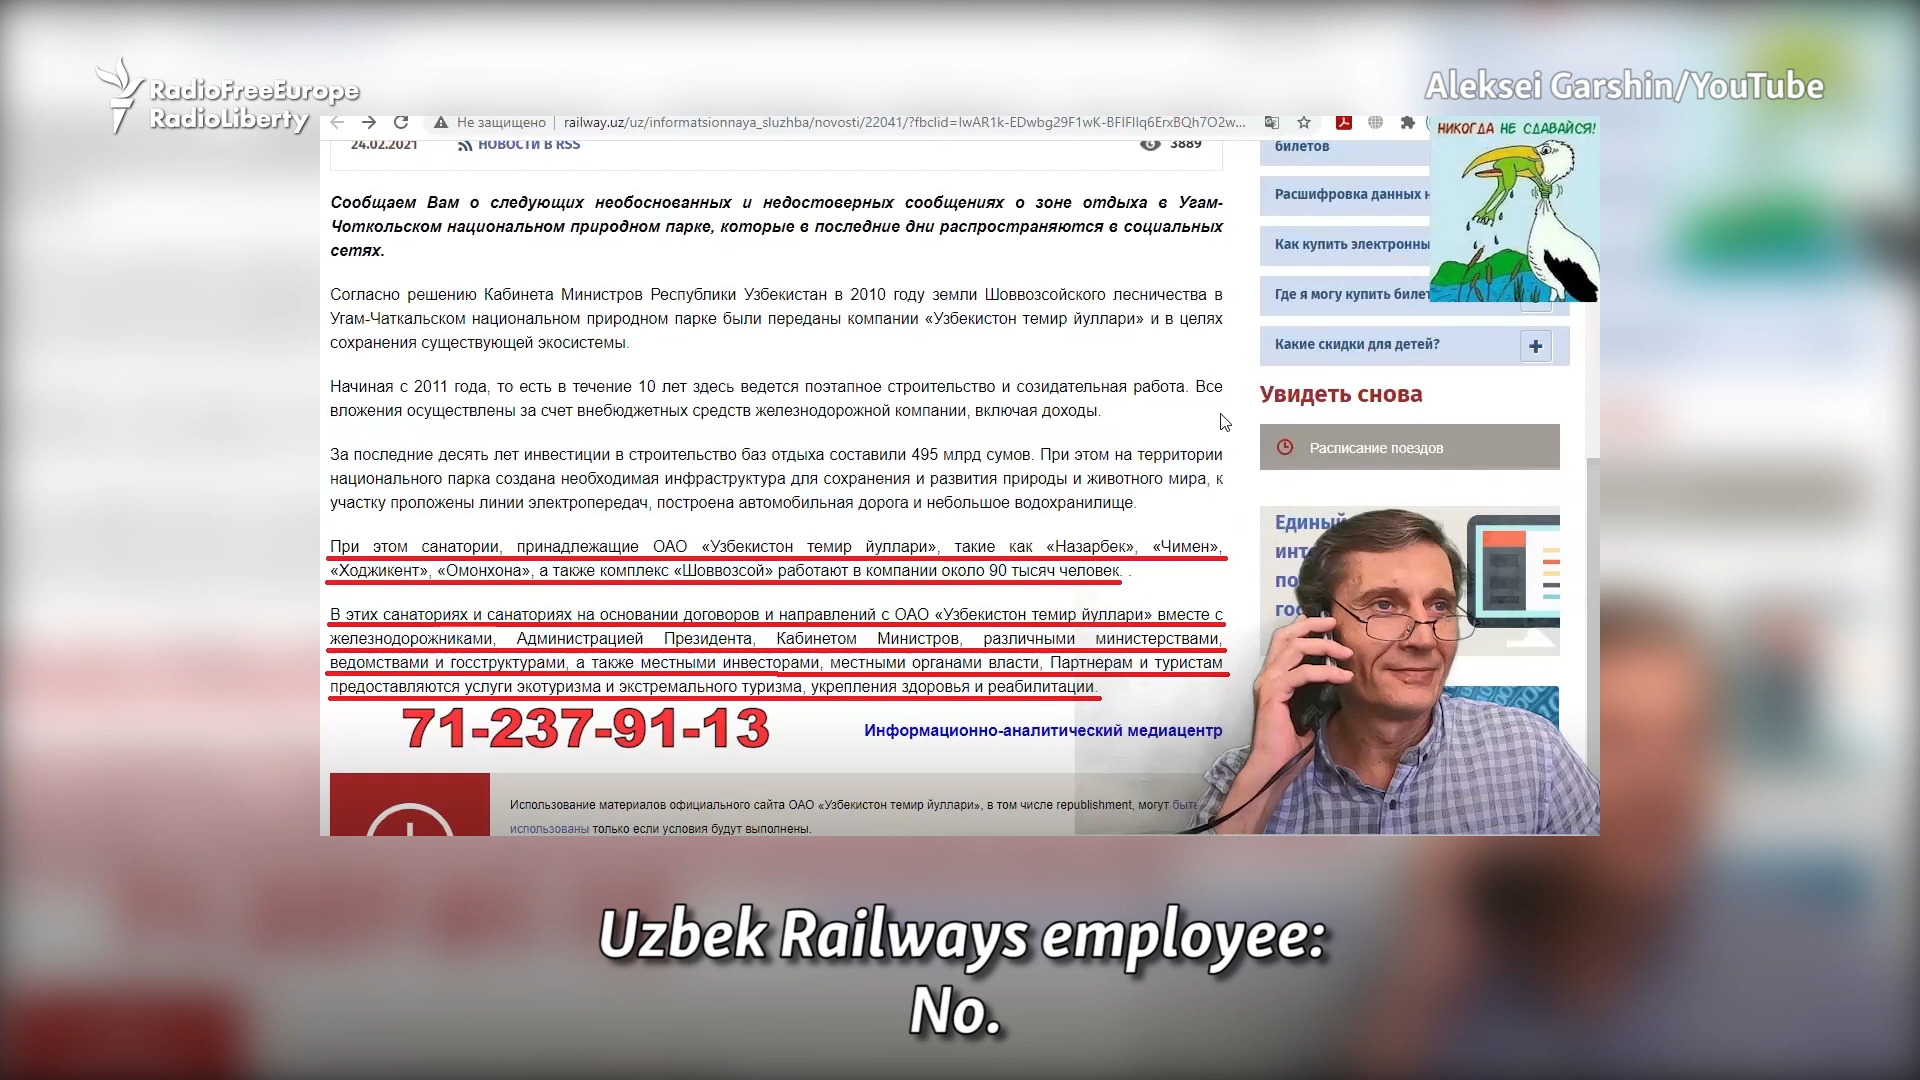 RadioFreeEurope
RadioLiberty
Aleksei Garshin/YouTube
Не защищено
railway.uz/uz/informatsionnaya_sluzhba/novosti/22041/?fbclid=IwAR1k-EDwbg29F1wK-BFIFIIq6ErxBQh7O2w...
24.02.2021 НОВОСТИ В RSS 3889
Сообщаем Вам о следующих необоснованных и недостоверных сообщениях о зоне отдыха в Угам-
Чоткольском национальном природном парке, которые в последние дни распространяются в социальных
сетях.
Согласно решению Кабинета Министров Республики Узбекистан в 2010 году земли Шоввозсойского лесничества в
Угам-Чаткальском национальном природном парке были переданы компании «Узбекистон темир йуллари» и в целях
сохранения существующей экосистемы.
Начиная с 2011 года, то есть в течение 10 лет здесь ведется поэтапное строительство и созидательная работа. Все
вложения осуществлены за счет внебюджетных средств железнодорожной компании, включая доходы.
За последние десять лет инвестиции в строительство баз отдыха составили 495 млрд сумов. При этом на территории
национального парка создана необходимая инфраструктура для сохранения и развития природы и животного мира, к
участку проложены линии электропередач, построена автомобильная дорога и небольшое водохранилище.
При этом санатории, принадлежащие ОАО «Узбекистон темир йуллари», такие как «Назарбек», «Чимен»,
«Ходжикент», «Омонхона», а также комплекс «Шоввозсой» работают в компании около 90 тысяч человек. .
В этих санаториях и санаториях на основании договоров и направлений с ОАО «Узбекистон темир йуллари» вместе с
железнодорожниками, Администрацией Президента, Кабинетом Министров, различными министерствами,
ведомствами и госструктурами, а также местными инвесторами, местными органами власти, Партнерам и туристам
предоставляются услуги экотуризма и экстремального туризма, укрепления здоровья и реабилитации.
71-237-91-13
Информационно-аналитический медиацентр
Использование материалов официального сайта ОАО «Узбекистон темир йуллари», в том числе republishment, могут быть
использованы только если условия будут выполнены.
НИКОГДА НЕ СДАВАЙСЯ!
билетов
Расшифровка данных
Как купить электронны
Где я могу купить билет
Какие скидки для детей?
Увидеть снова
Расписание поездов
Единый
инт
по
гос
Uzbek Railways employee:
No.